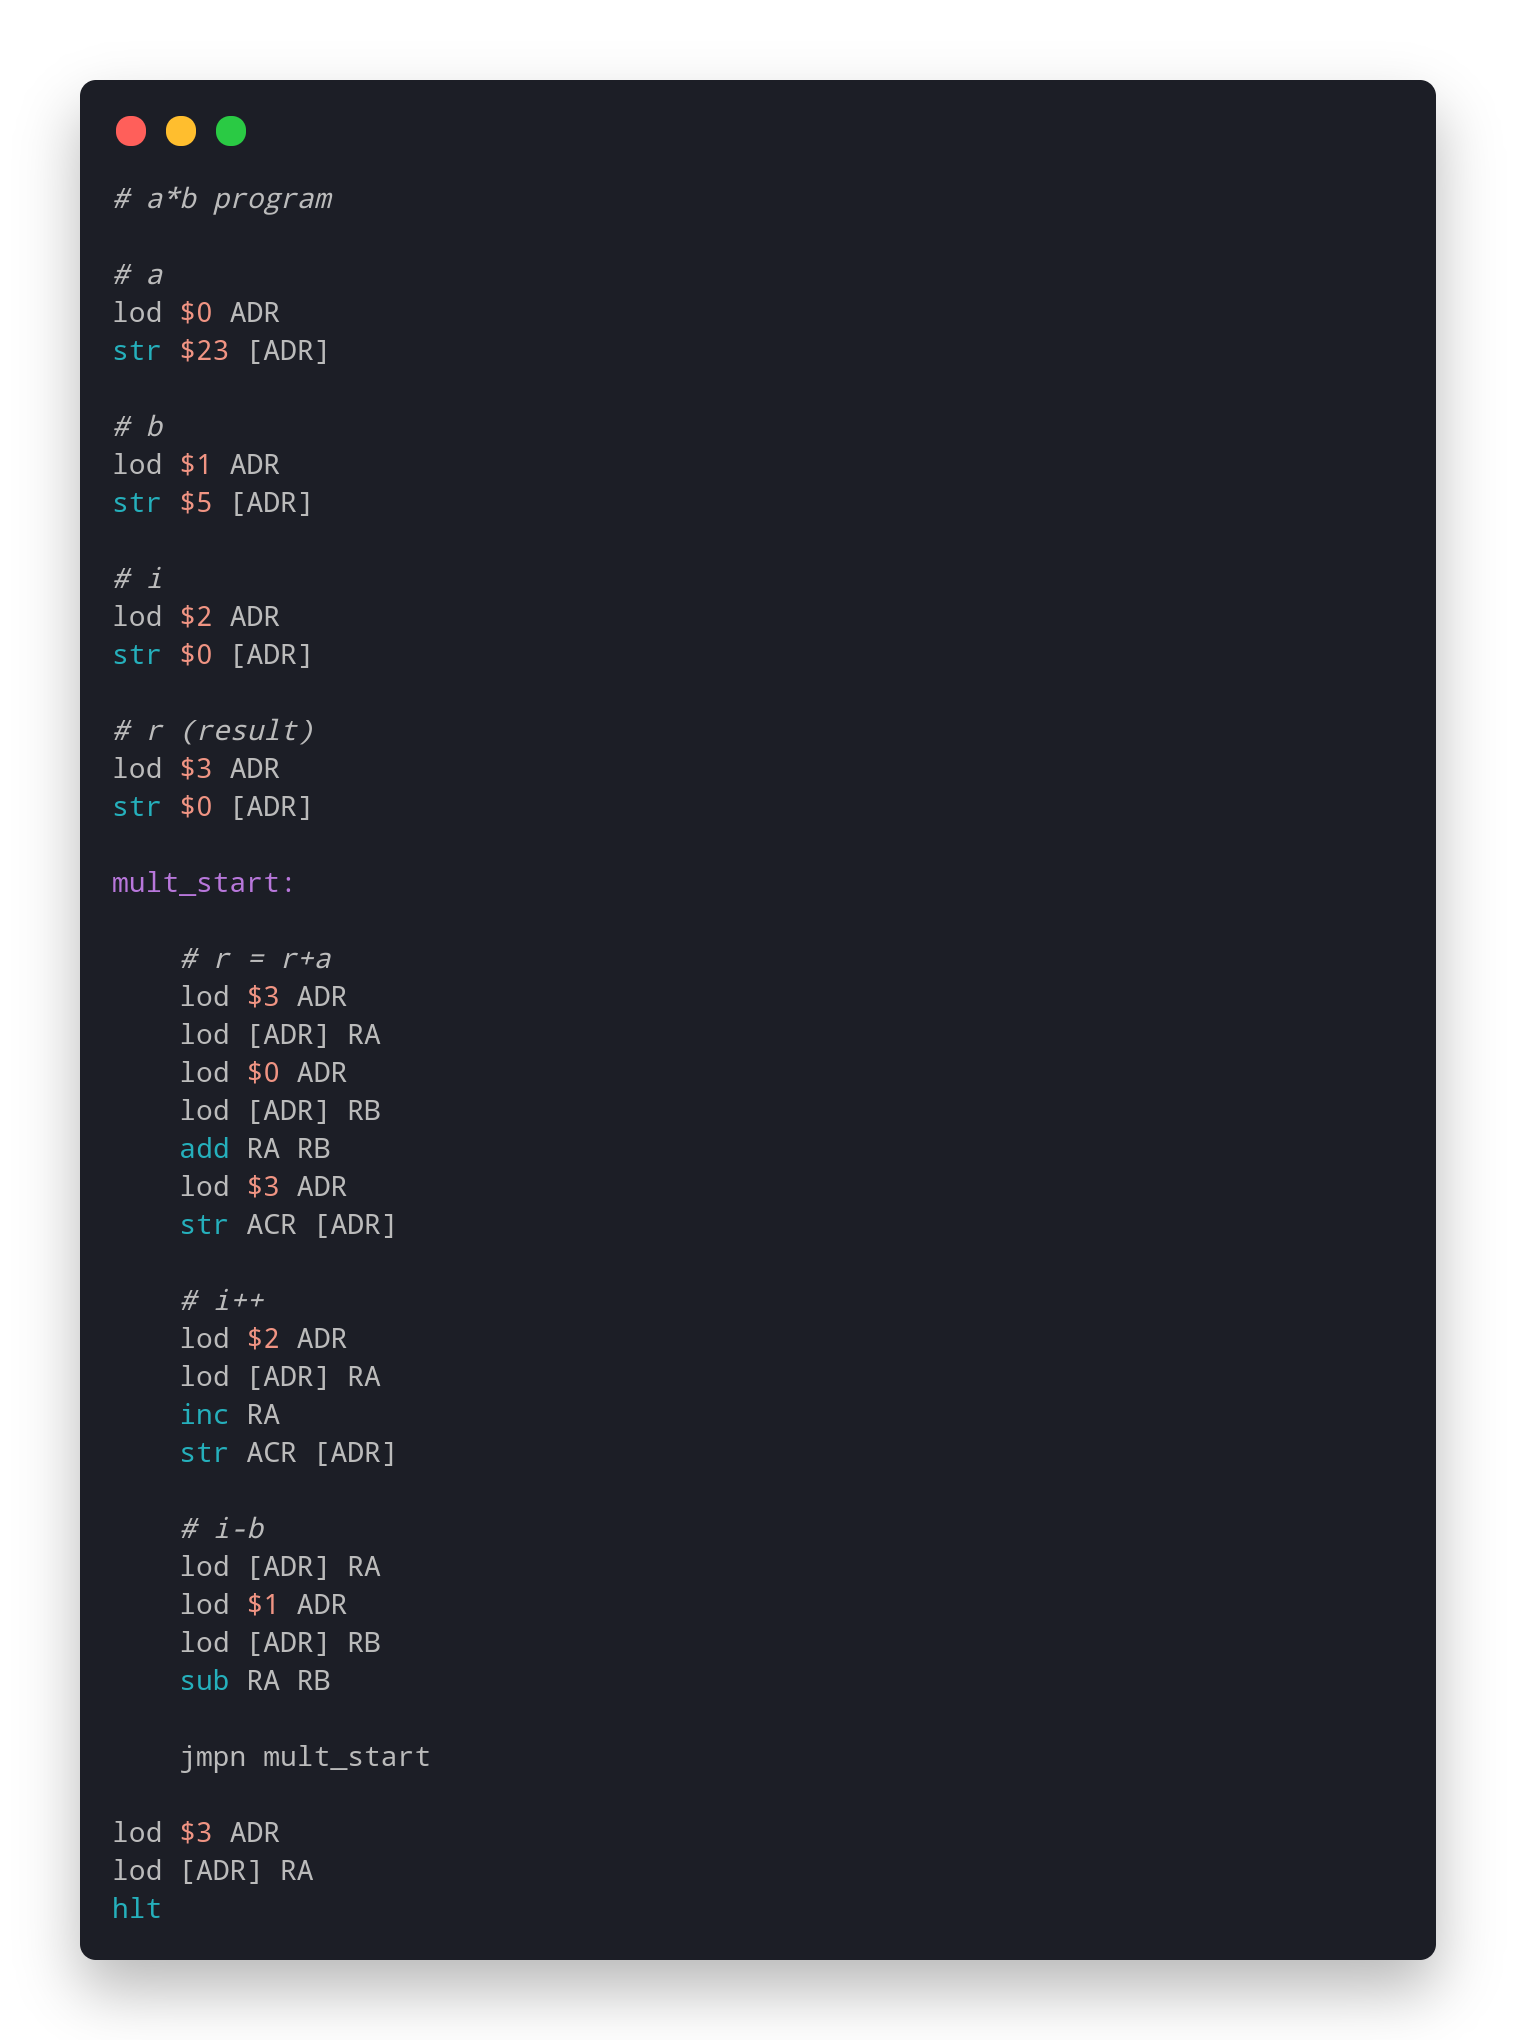 # a*b program
# a
lod $0 ADR
str $23 [ADR]
# b
lod $1 ADR
str $5 [ADR]
# i
lod $2 ADR
str $0 [ADR]
# r (result)
lod $3 ADR
str $0 [ADR]
mult_start:
# r = r+a
lod $3 ADR
lod [ADR] RA
lod $0 ADR
lod [ADR] RB
add RA RB
lod $3 ADR
str ACR [ADR]
# i++
lod $2 ADR
lod [ADR] RA
inc RA
str ACR [ADR]
# i-b
lod [ADR] RA
lod $1 ADR
lod [ADR] RB
sub RA RB
jmpn mult_start
lod $3 ADR
lod [ADR] RA
hlt